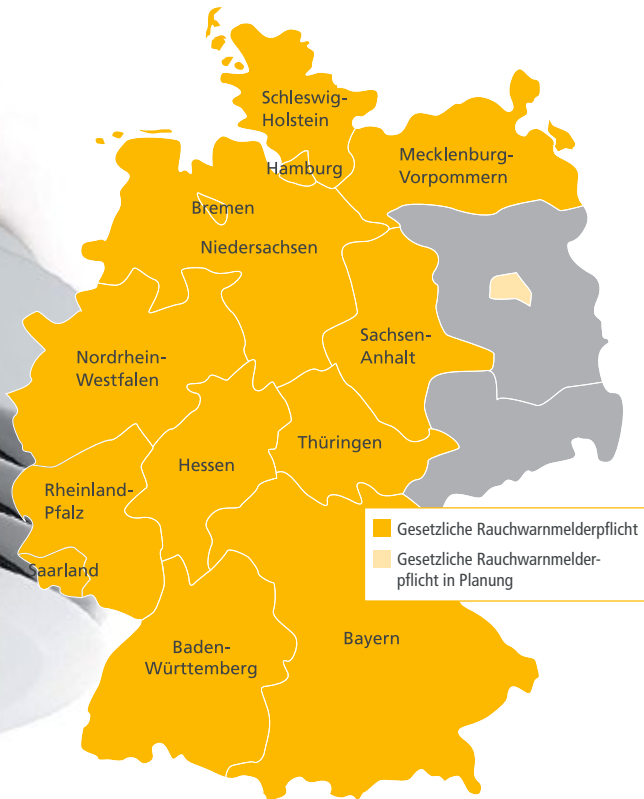 Schleswig-
Holstein
Mecklenburg-
Vorpommern
Hamburg
Bremen
Niedersachsen
Sachsen-
Anhalt
Nordrhein-
Westfalen
Thüringen
Hessen
Rheinland-
Pfalz
Saarland
Gesetzliche Rauchwarnmelderpflicht
Gesetzliche Rauchwarnmelder-
pflicht in Planung
Baden-
Württemberg
Bayern